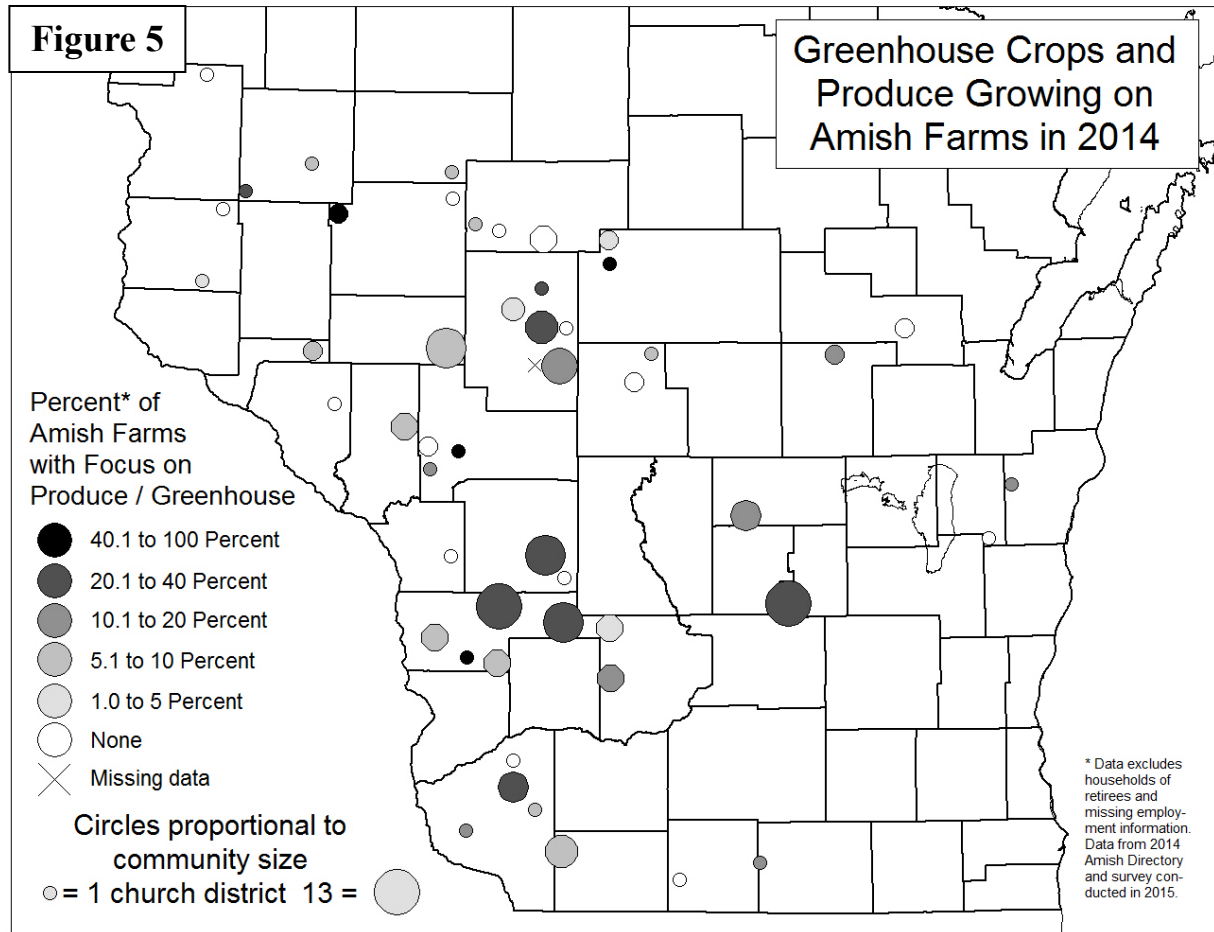 Figure 5
Greenhouse Crops and
Produce Growing on
Amish Farms in 2014
Percent* of
Amish Farms
with Focus on
Produce / Greenhouse
40.1 to 100 Percent
20.1 to 40 Percent
10.1 to 20 Percent
5.1 to 10 Percent
1.0 to 5 Percent
None
Missing data
Circles proportional to
community size
= 1 church district 13 =
* Data excludes
households of
retirees and
missing employ-
ment information.
Data from 2014
Amish Directory
and survey con-
ducted in 2015.